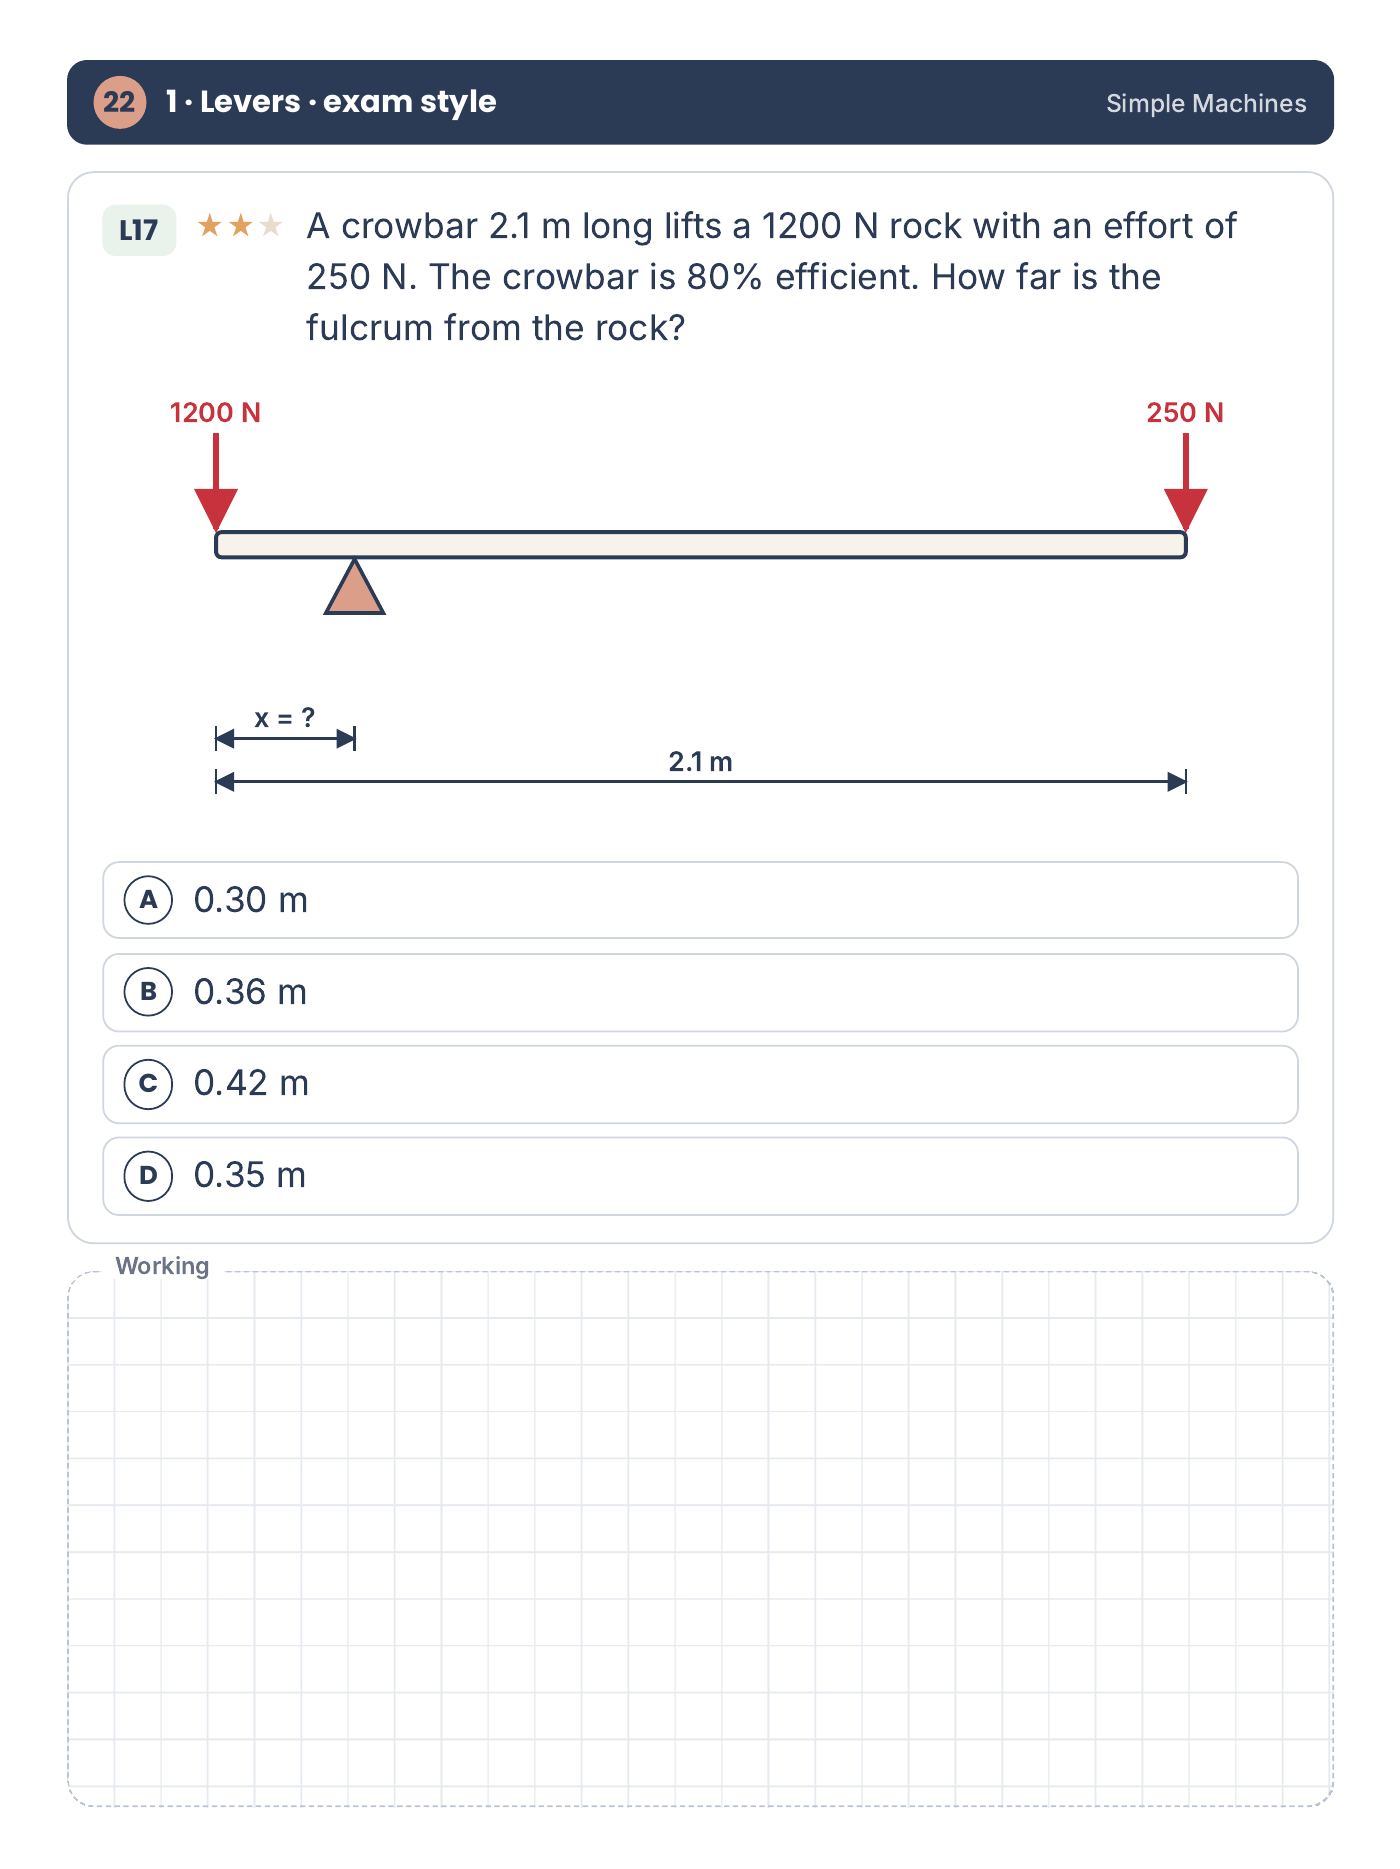 22 1 · Levers · exam style Simple Machines
L17 ★★★ A crowbar 2.1 m long lifts a 1200 N rock with an effort of
250 N. The crowbar is 80% efficient. How far is the
fulcrum from the rock?
1200 N 250 N
x = ?
2.1 m
A 0.30 m
B 0.36 m
C 0.42 m
D 0.35 m
Working